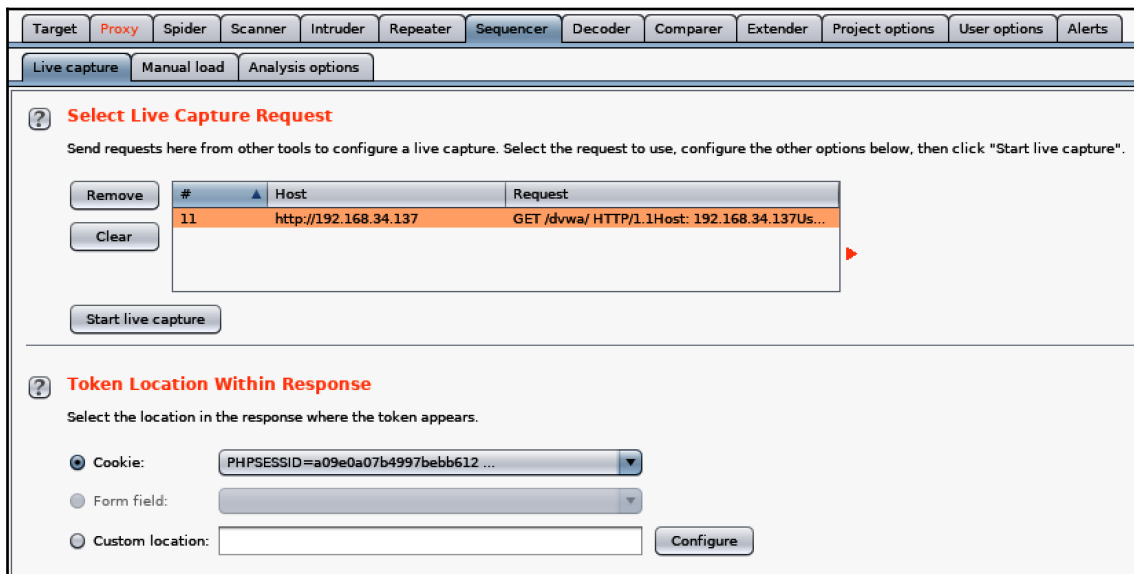 Target Proxy Spider Scanner Intruder Repeater Sequencer Decoder Comparer Extender Project options User options Alerts
Live capture Manual load Analysis options
? Select Live Capture Request
Send requests here from other tools to configure a live capture. Select the request to use, configure the other options below, then click "Start live capture".
Remove # Host Request
11 http://192.168.34.137 GET /dvwa/ HTTP/1.1Host: 192.168.34.137Us...
Clear
Start live capture
? Token Location Within Response
Select the location in the response where the token appears.
Cookie: PHPSESSID=a09e0a07b4997bebb612 ...
Form field:
Custom location: Configure